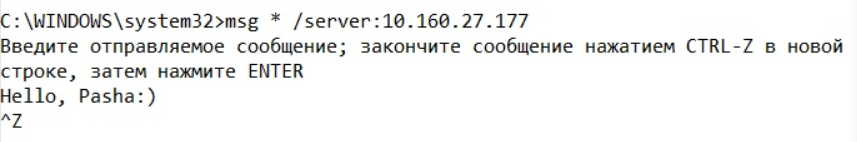 C:\WINDOWS\system32>msg * /server:10.160.27.177
Введите отправляемое сообщение; закончите сообщение нажатием CTRL-Z в новой
строке, затем нажмите ENTER
Hello, Pasha:)
^Z